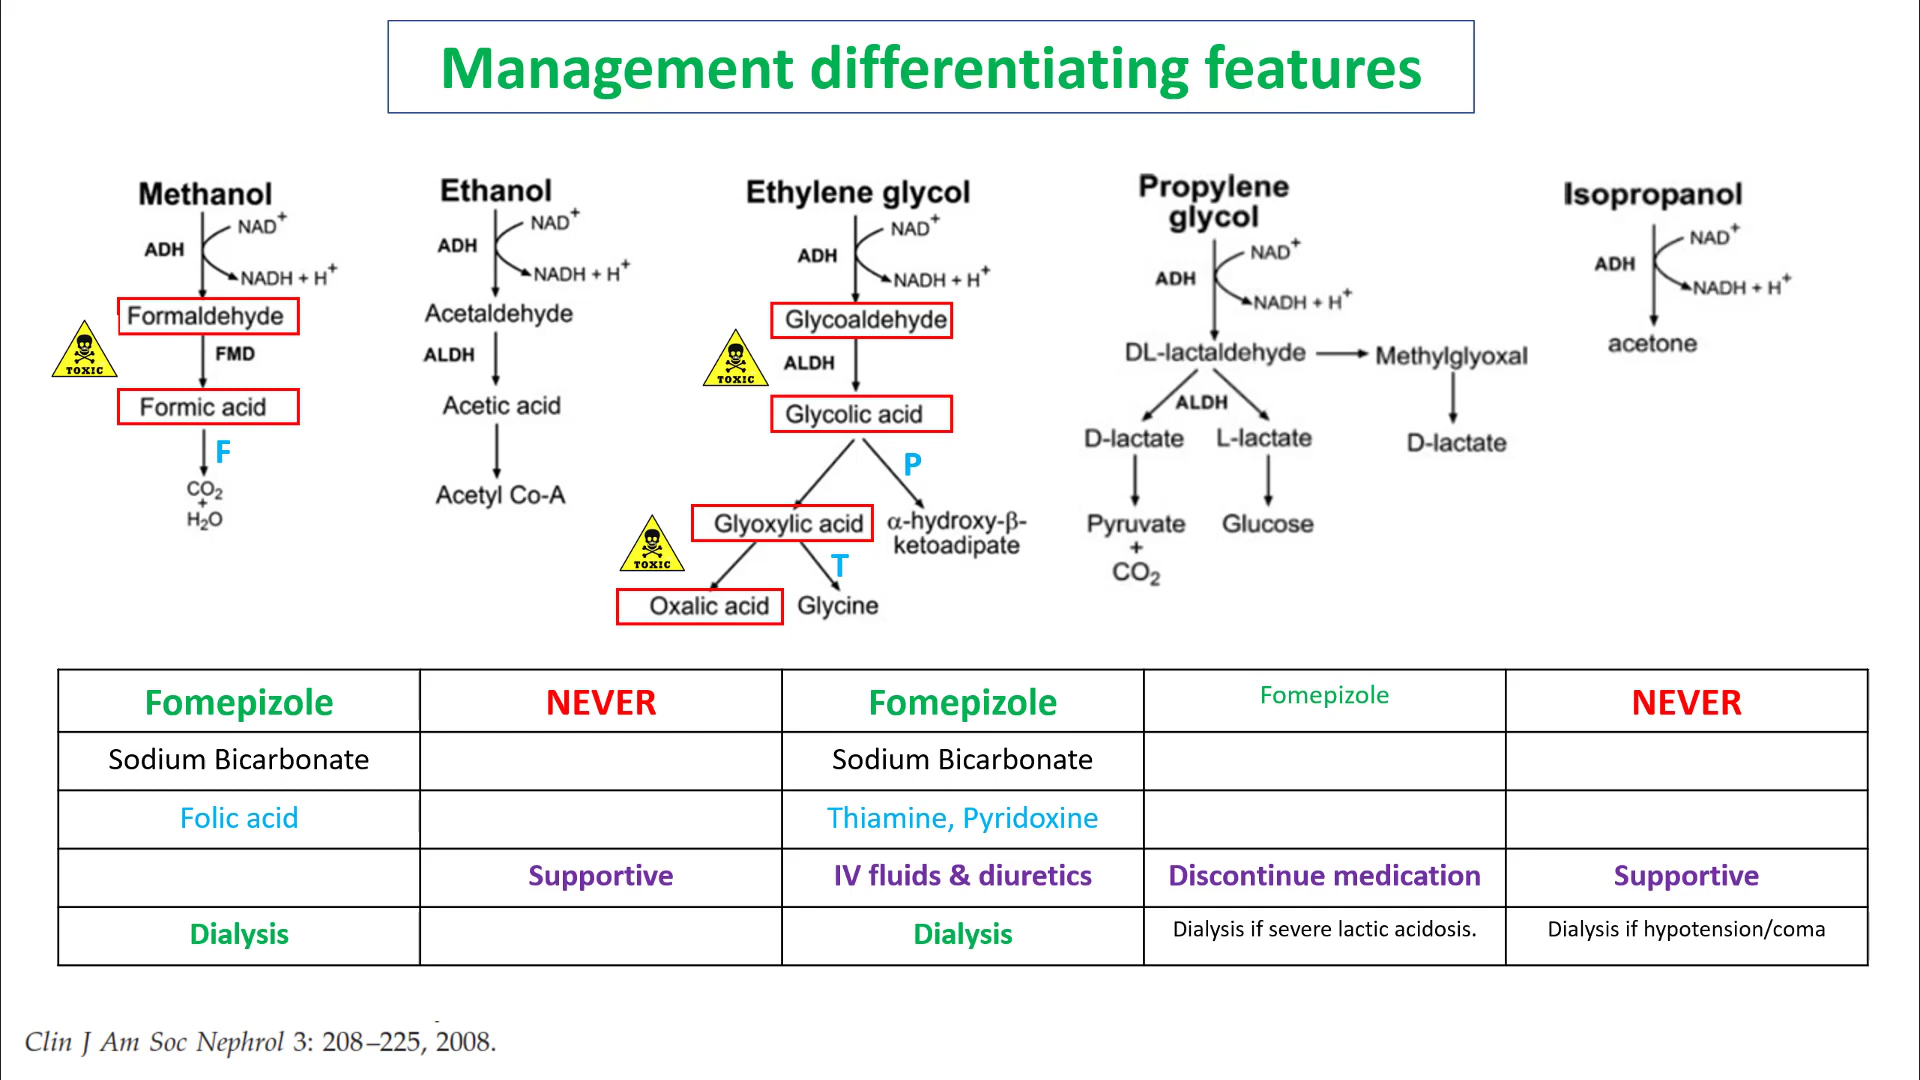 Management differentiating features
Methanol
NAD+
ADH
NADH + H+
Formaldehyde
TOXIC
FMD
Formic acid
F
CO2
+
H2O
Ethanol
NAD+
ADH
NADH + H+
Acetaldehyde
ALDH
Acetic acid
Acetyl Co-A
Ethylene glycol
NAD+
ADH
NADH + H+
Glycoaldehyde
TOXIC
ALDH
Glycolic acid
P
Glyoxylic acid
α-hydroxy-β-
ketoadipate
TOXIC
T
Oxalic acid
Glycine
Propylene
glycol
NAD+
ADH
NADH + H+
DL-lactaldehyde
Methylglyoxal
ALDH
D-lactate
L-lactate
D-lactate
Pyruvate
+
CO2
Glucose
Isopropanol
NAD+
ADH
NADH + H+
acetone
Fomepizole
NEVER
Fomepizole
Fomepizole
NEVER
Sodium Bicarbonate
Sodium Bicarbonate
Folic acid
Thiamine, Pyridoxine
Supportive
IV fluids & diuretics
Discontinue medication
Supportive
Dialysis
Dialysis
Dialysis if severe lactic acidosis.
Dialysis if hypotension/coma
Clin J Am Soc Nephrol 3: 208–225, 2008.